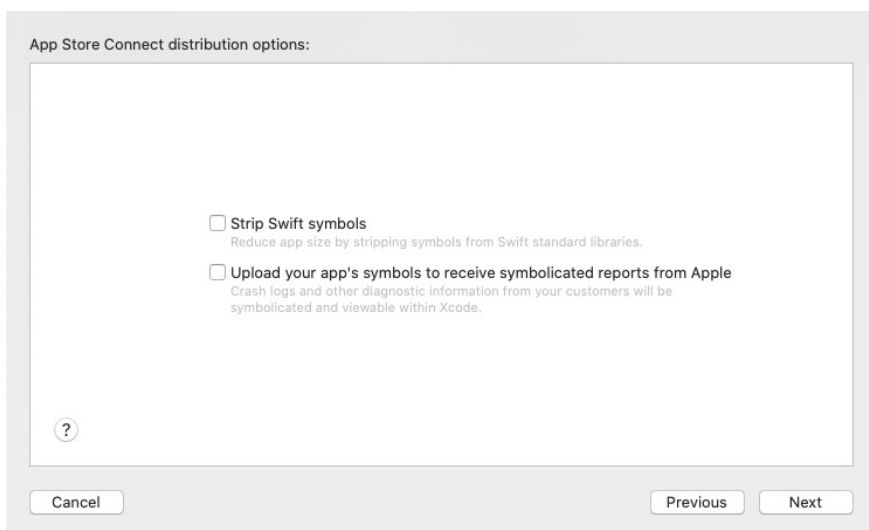 App Store Connect distribution options:
Strip Swift symbols
Reduce app size by stripping symbols from Swift standard libraries.
Upload your app's symbols to receive symbolicated reports from Apple
Crash logs and other diagnostic information from your customers will be
symbolicated and viewable within Xcode.
?
Cancel
Previous
Next